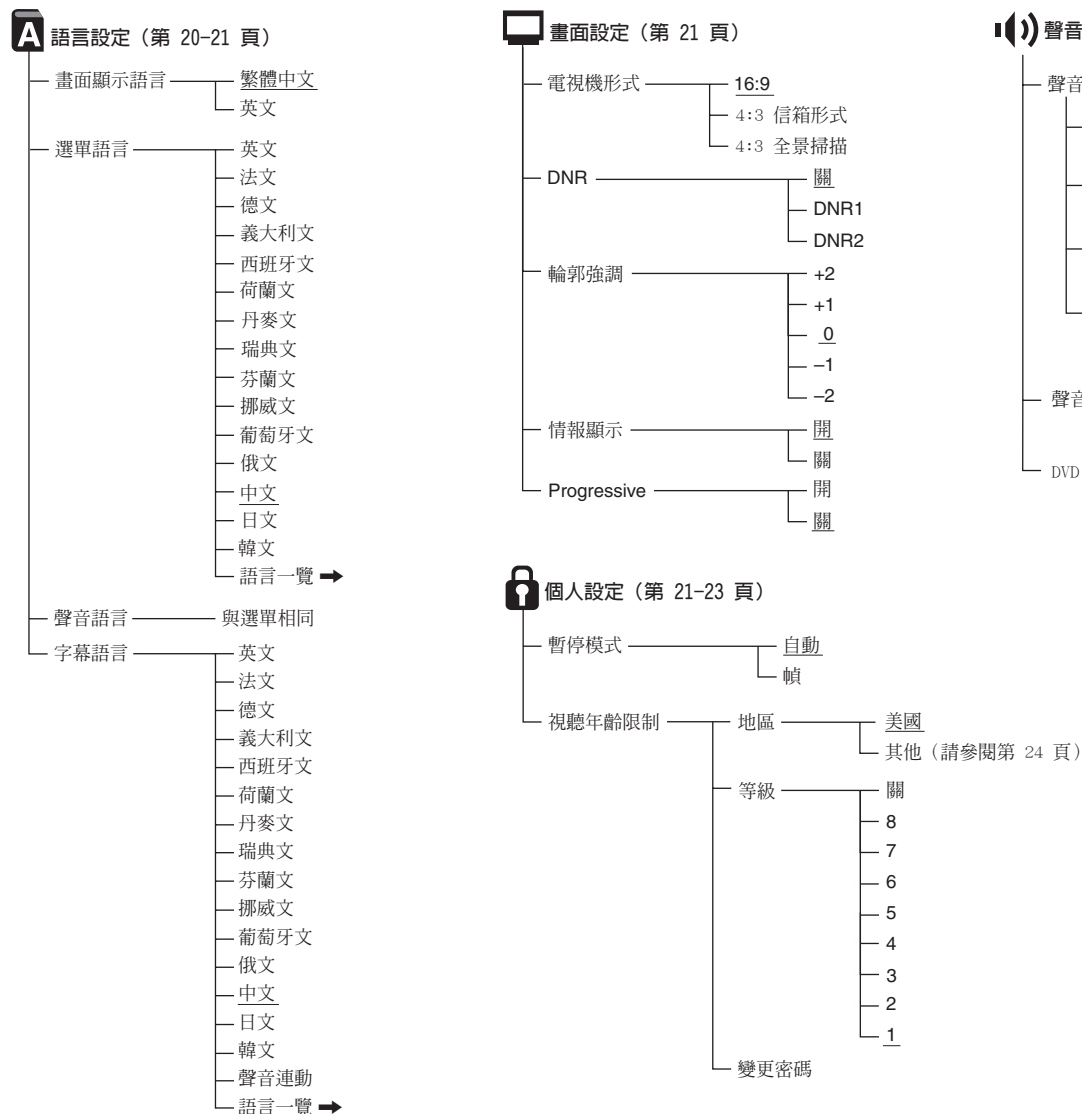 A 語言設定（第 20-21 頁）
畫面顯示語言
繁體中文
英文
選單語言
英文
法文
德文
義大利文
西班牙文
荷蘭文
丹麥文
瑞典文
芬蘭文
挪威文
葡萄牙文
俄文
中文
日文
韓文
語言一覽 ➡
聲音語言
與選單相同
字幕語言
英文
法文
德文
義大利文
西班牙文
荷蘭文
丹麥文
瑞典文
芬蘭文
挪威文
葡萄牙文
俄文
中文
日文
韓文
聲音連動
語言一覽 ➡
畫面設定（第 21 頁）
電視機形式
16:9
4:3 信箱形式
4:3 全景掃描
DNR
關
DNR1
DNR2
輪郭強調
+2
+1
0
–1
–2
情報顯示
開
關
Progressive
開
關
個人設定（第 21-23 頁）
暫停模式
自動
幀
視聽年齡限制
地區
美國
其他（請參閱第 24 頁）
等級
關
8
7
6
5
4
3
2
1
變更密碼
聲音
聲音
聲音
DVD